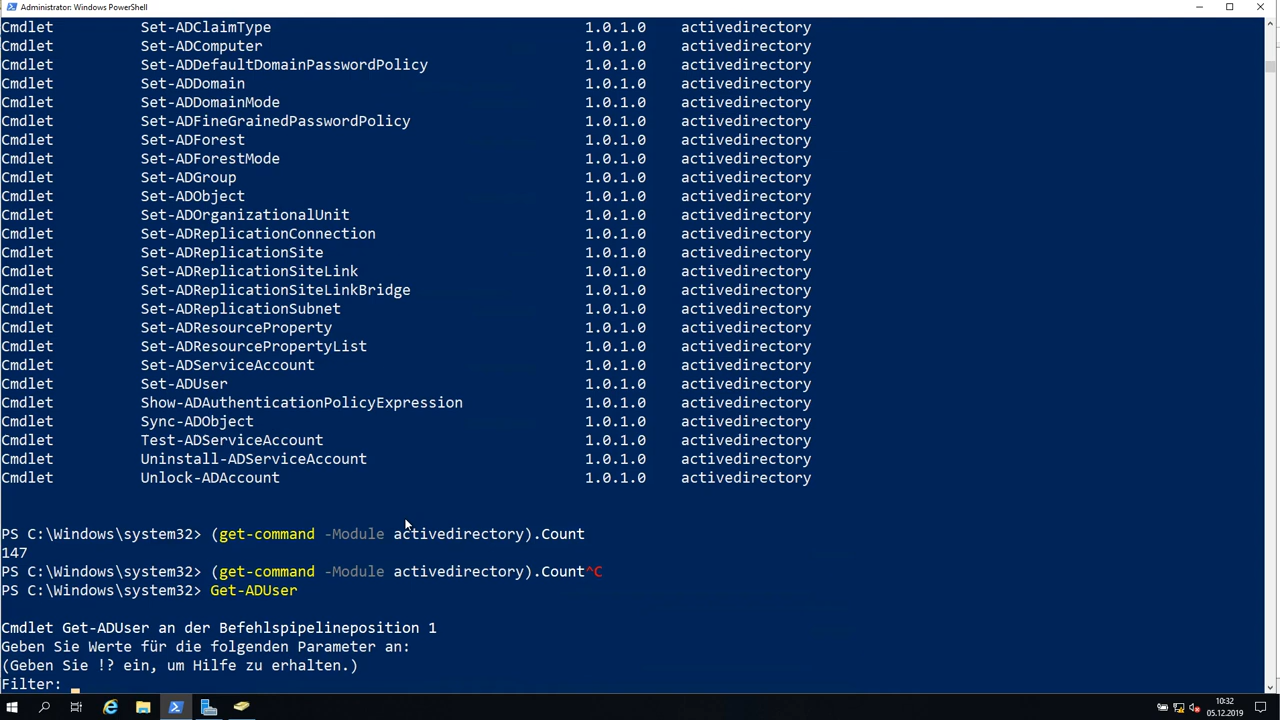 Administrator: Windows PowerShell
Cmdlet Set-ADClaimType 1.0.1.0 activedirectory
Cmdlet Set-ADComputer 1.0.1.0 activedirectory
Cmdlet Set-ADDefaultDomainPasswordPolicy 1.0.1.0 activedirectory
Cmdlet Set-ADDomain 1.0.1.0 activedirectory
Cmdlet Set-ADDomainMode 1.0.1.0 activedirectory
Cmdlet Set-ADFineGrainedPasswordPolicy 1.0.1.0 activedirectory
Cmdlet Set-ADForest 1.0.1.0 activedirectory
Cmdlet Set-ADForestMode 1.0.1.0 activedirectory
Cmdlet Set-ADGroup 1.0.1.0 activedirectory
Cmdlet Set-ADObject 1.0.1.0 activedirectory
Cmdlet Set-ADOrganizationalUnit 1.0.1.0 activedirectory
Cmdlet Set-ADReplicationConnection 1.0.1.0 activedirectory
Cmdlet Set-ADReplicationSite 1.0.1.0 activedirectory
Cmdlet Set-ADReplicationSiteLink 1.0.1.0 activedirectory
Cmdlet Set-ADReplicationSiteLinkBridge 1.0.1.0 activedirectory
Cmdlet Set-ADReplicationSubnet 1.0.1.0 activedirectory
Cmdlet Set-ADResourceProperty 1.0.1.0 activedirectory
Cmdlet Set-ADResourcePropertyList 1.0.1.0 activedirectory
Cmdlet Set-ADServiceAccount 1.0.1.0 activedirectory
Cmdlet Set-ADUser 1.0.1.0 activedirectory
Cmdlet Show-ADAuthenticationPolicyExpression 1.0.1.0 activedirectory
Cmdlet Sync-ADObject 1.0.1.0 activedirectory
Cmdlet Test-ADServiceAccount 1.0.1.0 activedirectory
Cmdlet Uninstall-ADServiceAccount 1.0.1.0 activedirectory
Cmdlet Unlock-ADAccount 1.0.1.0 activedirectory
PS C:\Windows\system32> (get-command -Module activedirectory).Count
147
PS C:\Windows\system32> (get-command -Module activedirectory).Count^C
PS C:\Windows\system32> Get-ADUser
Cmdlet Get-ADUser an der Befehlspipelineposition 1
Geben Sie Werte für die folgenden Parameter an:
(Geben Sie !? ein, um Hilfe zu erhalten.)
Filter:
10:32
05.12.2019